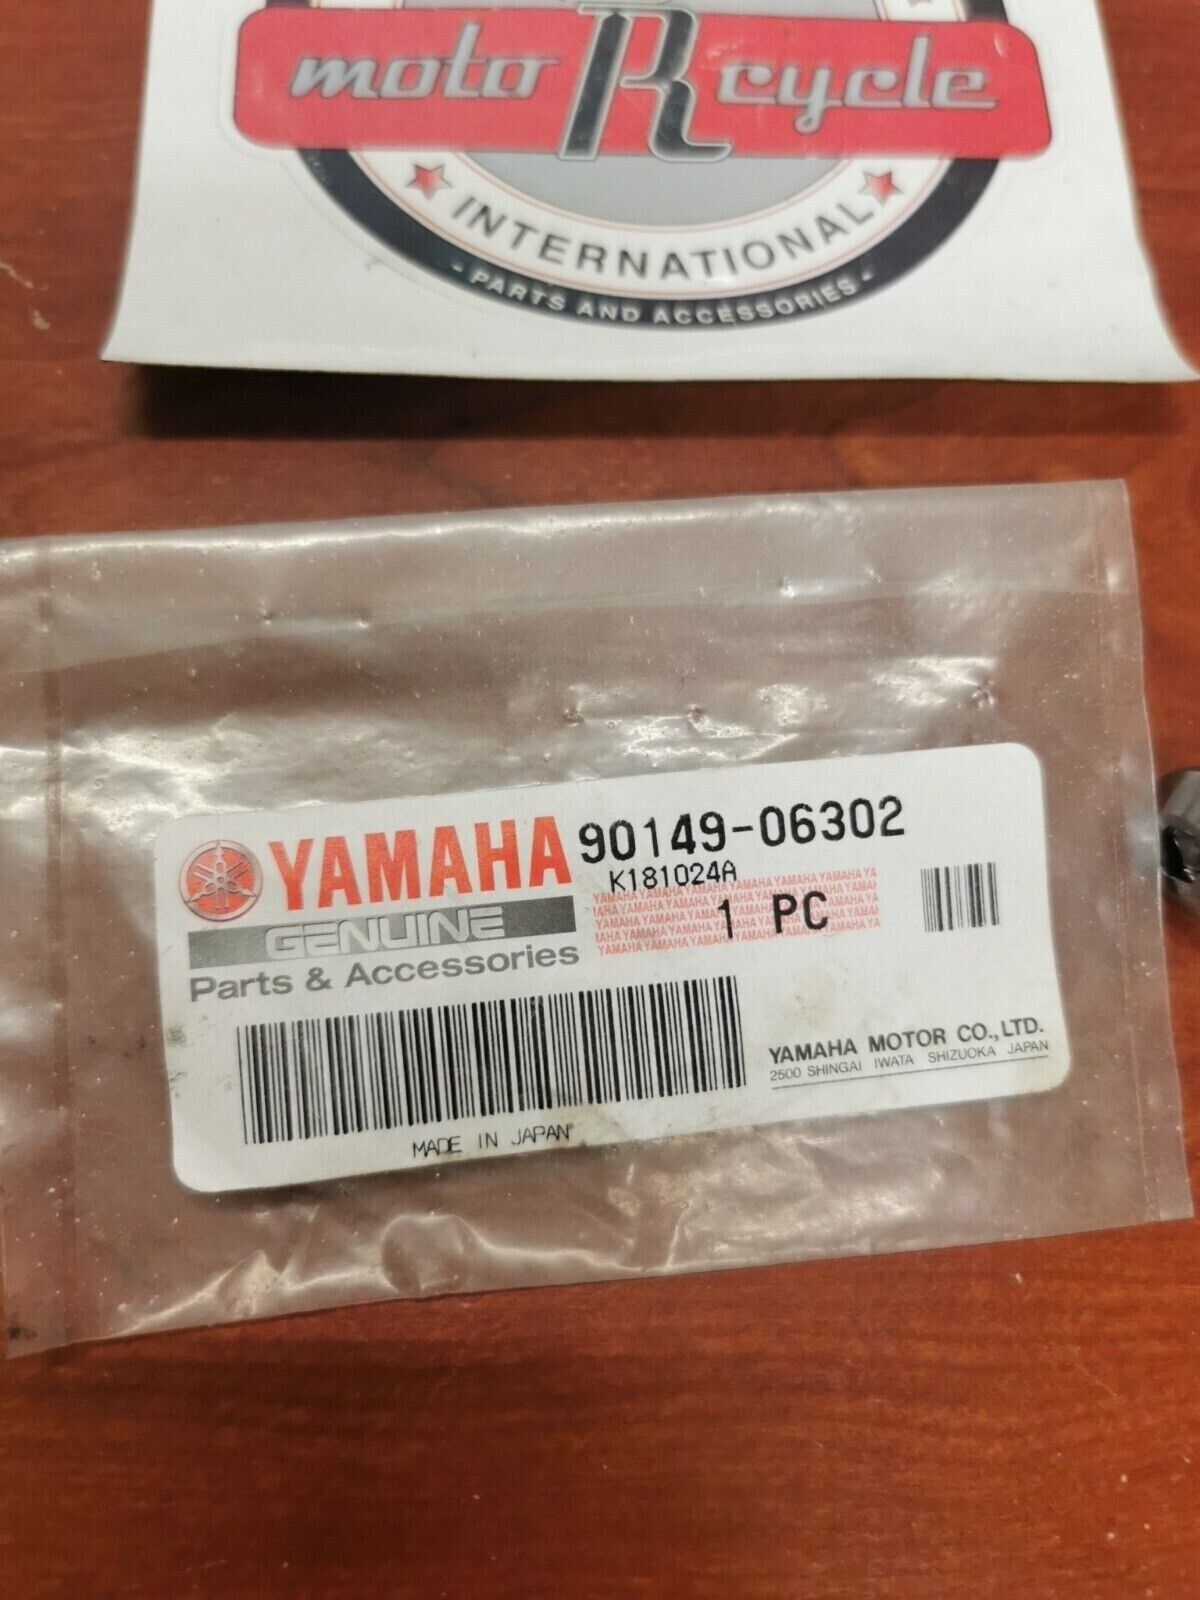 moto R cycle
INTERNATIONAL
- PARTS AND ACCESSORIES -
YAMAHA 90149-06302
K181024A
GENUINE
1 PC
Parts & Accessories
YAMAHA MOTOR CO.,LTD.
2500 SHINGAI IWATA SHIZUOKA JAPAN
MADE IN JAPAN